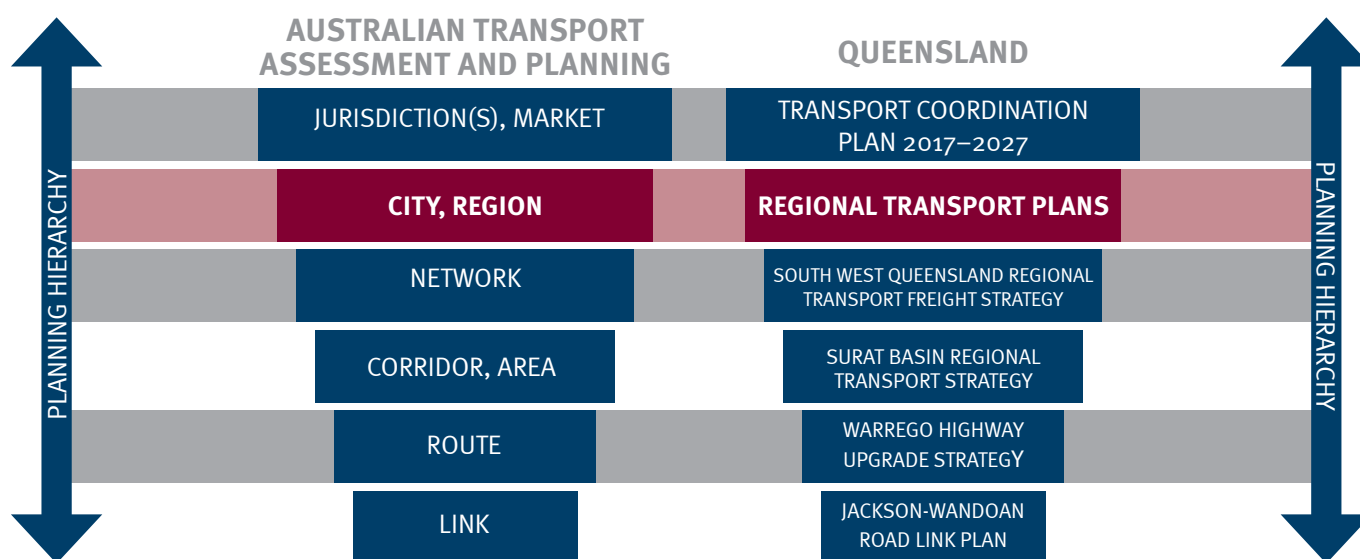 AUSTRALIAN TRANSPORT
ASSESSMENT AND PLANNING
QUEENSLAND
PLANNING HIERARCHY
JURISDICTION(S), MARKET
TRANSPORT COORDINATION
PLAN 2017–2027
CITY, REGION
REGIONAL TRANSPORT PLANS
NETWORK
SOUTH WEST QUEENSLAND REGIONAL
TRANSPORT FREIGHT STRATEGY
CORRIDOR, AREA
SURAT BASIN REGIONAL
TRANSPORT STRATEGY
ROUTE
WARREGO HIGHWAY
UPGRADE STRATEGY
LINK
JACKSON-WANDOAN
ROAD LINK PLAN
PLANNING HIERARCHY